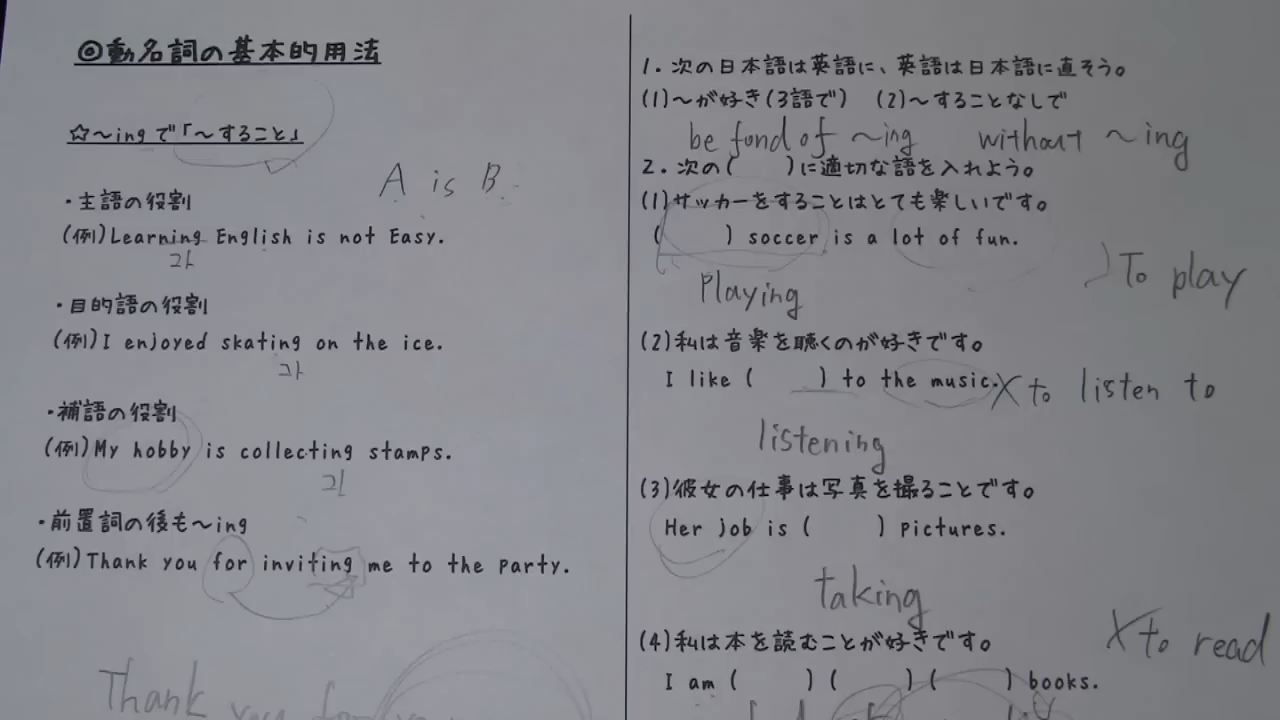 ◎動名詞の基本的用法
☆～ingで「～すること」
A is B
・主語の役割
(例)Learning English is not Easy.
・目的語の役割
(例)I enjoyed skating on the ice.
・補語の役割
(例)My hobby is collecting stamps.
・前置詞の後も～ing
(例)Thank you for inviting me to the party.
Thank you for
1.次の日本語は英語に、英語は日本語に直そう。
(1)～が好き(3語で) (2)～することなしで
be fond of ～ing without ～ing
2.次の( )に適切な語を入れよう。
(1)サッカーをすることはとても楽しいです。
( ) soccer is a lot of fun.
Playing
To play
(2)私は音楽を聴くのが好きです。
I like ( ) to the music.
X to listen to
listening
(3)彼女の仕事は写真を撮ることです。
Her job is ( ) pictures.
taking
(4)私は本を読むことが好きです。
X to read
I am ( ) ( ) ( ) books.